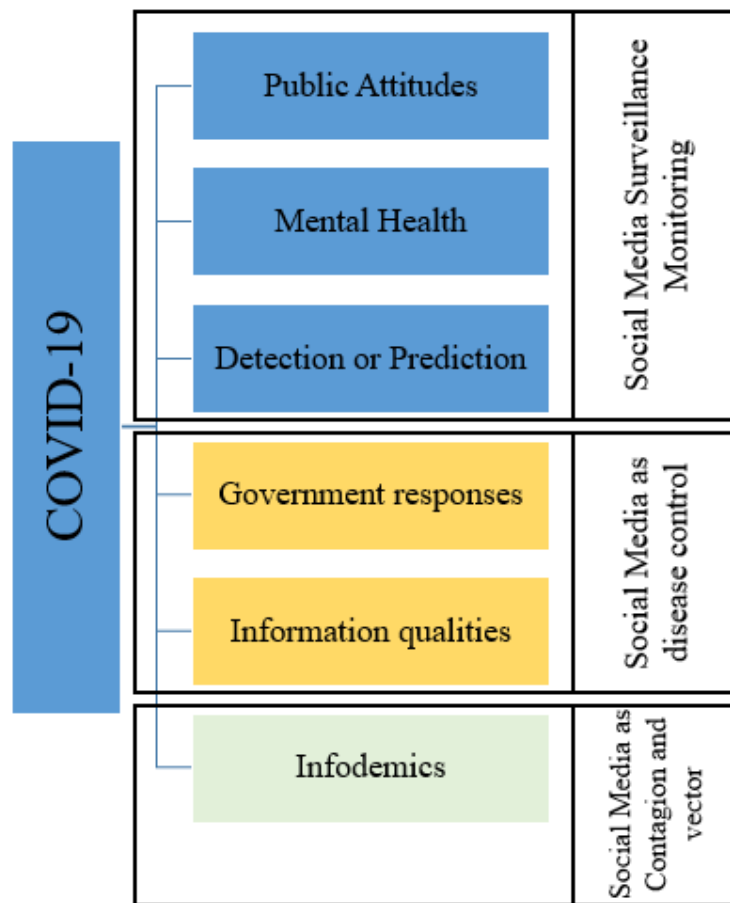 COVID-19
Public Attitudes
Mental Health
Detection or Prediction
Social Media Surveillance
Monitoring
Government responses
Information qualities
Social Media as
disease control
Infodemics
Social Media as
Contagion and
vector